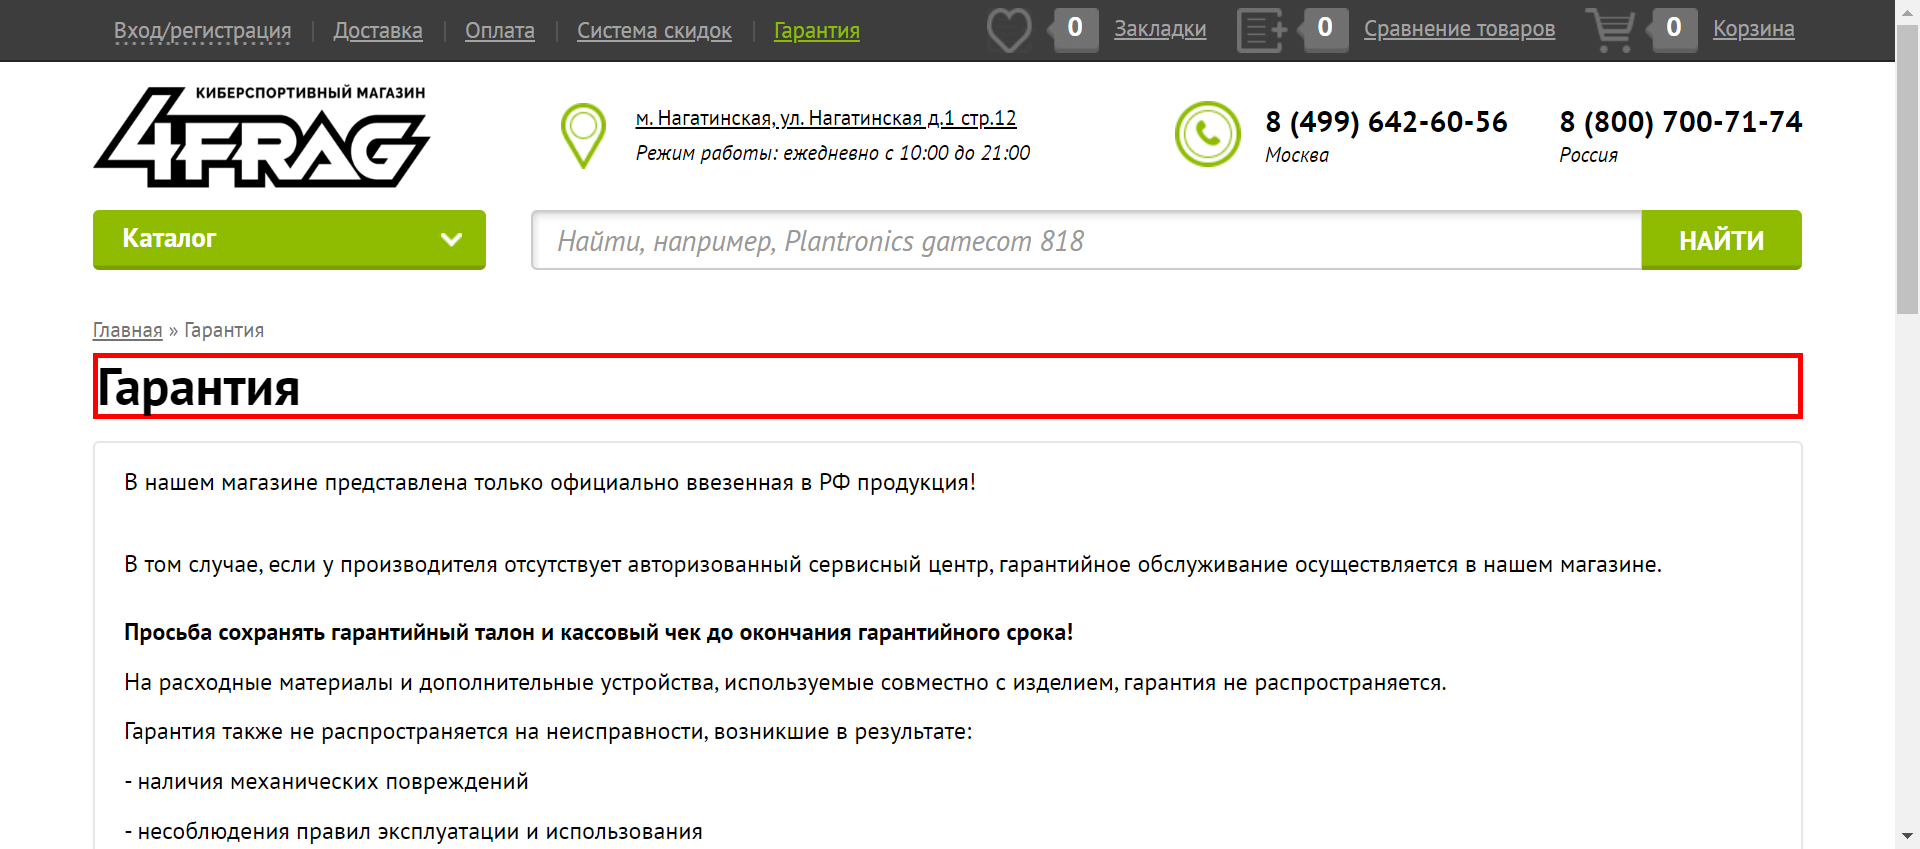 Вход/регистрация
Доставка
Оплата
Система скидок
Гарантия
0
Закладки
0
Сравнение товаров
0
Корзина
КИБЕРСПОРТИВНЫЙ МАГАЗИН
4FRAG
м. Нагатинская, ул. Нагатинская д.1 стр.12
Режим работы: ежедневно с 10:00 до 21:00
8 (499) 642-60-56
Москва
8 (800) 700-71-74
Россия
Каталог
Найти, например, Plantronics gamecom 818
НАЙТИ
Главная » Гарантия
Гарантия
В нашем магазине представлена только официально ввезенная в РФ продукция!
В том случае, если у производителя отсутствует авторизованный сервисный центр, гарантийное обслуживание осуществляется в нашем магазине.
Просьба сохранять гарантийный талон и кассовый чек до окончания гарантийного срока!
На расходные материалы и дополнительные устройства, используемые совместно с изделием, гарантия не распространяется.
Гарантия также не распространяется на неисправности, возникшие в результате:
- наличия механических повреждений
- несоблюдения правил эксплуатации и использования